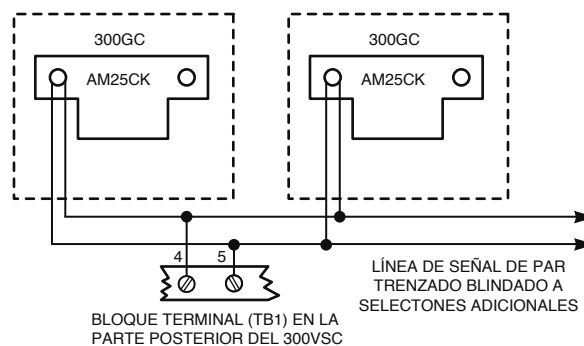 300GC
300GC
AM25CK
AM25CK
4
5
LÍNEA DE SEÑAL DE PAR
TRENZADO BLINDADO A
SELECTONES ADICIONALES
BLOQUE TERMINAL (TB1) EN LA
PARTE POSTERIOR DEL 300VSC